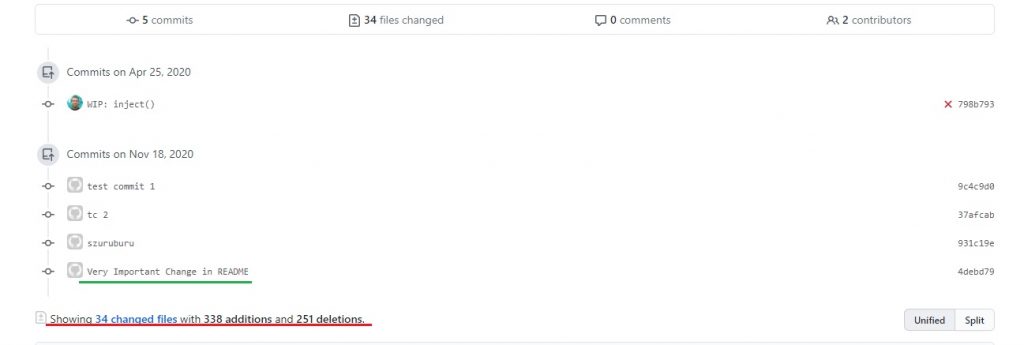 5 commits 34 files changed 0 comments 2 contributors
Commits on Apr 25, 2020
WIP: inject() 798b793
Commits on Nov 18, 2020
test commit 1 9c4c9d0
tc 2 37afcab
szuruburu 931c19e
Very Important Change in README 4debd79
Showing 34 changed files with 338 additions and 251 deletions. Unified Split